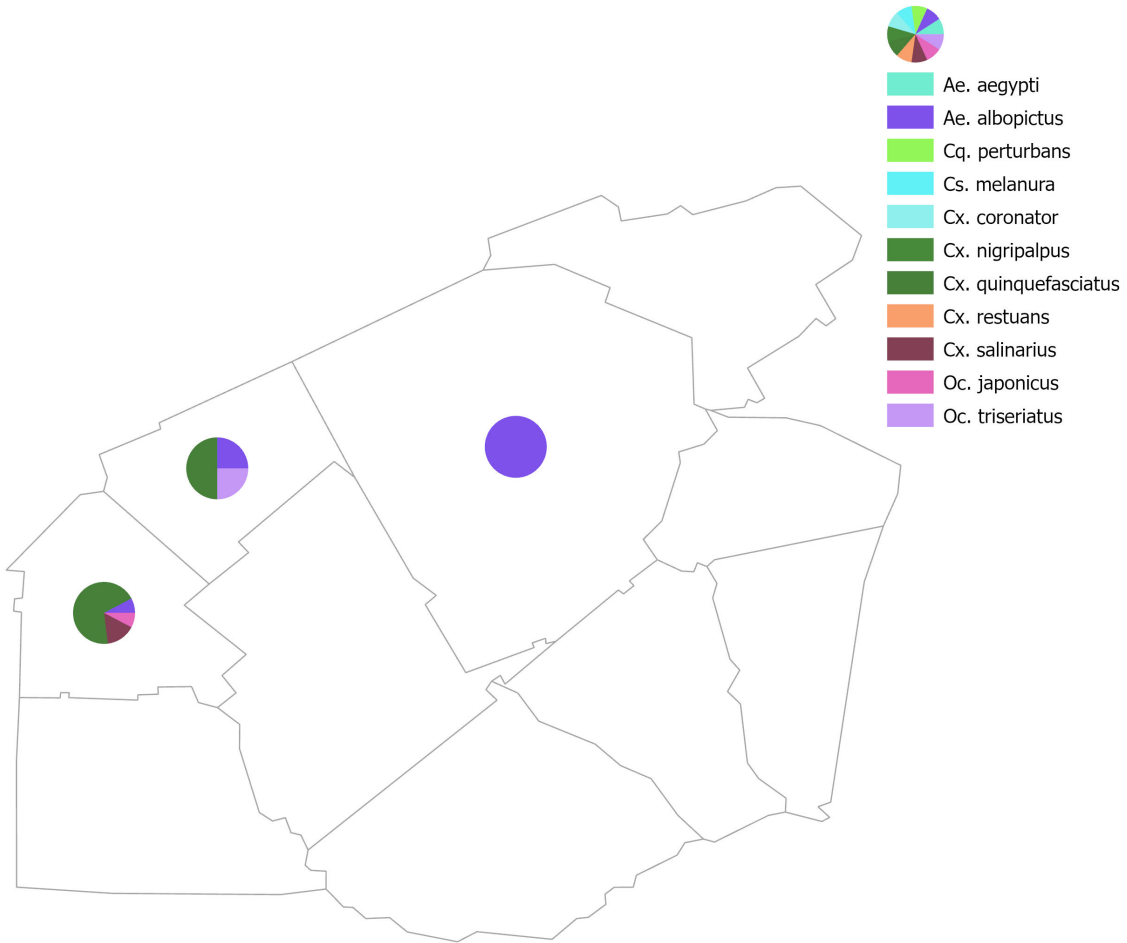 Ae. aegypti
Ae. albopictus
Cq. perturbans
Cs. melanura
Cx. coronator
Cx. nigripalpus
Cx. quinquefasciatus
Cx. restuans
Cx. salinarius
Oc. japonicus
Oc. triseriatus